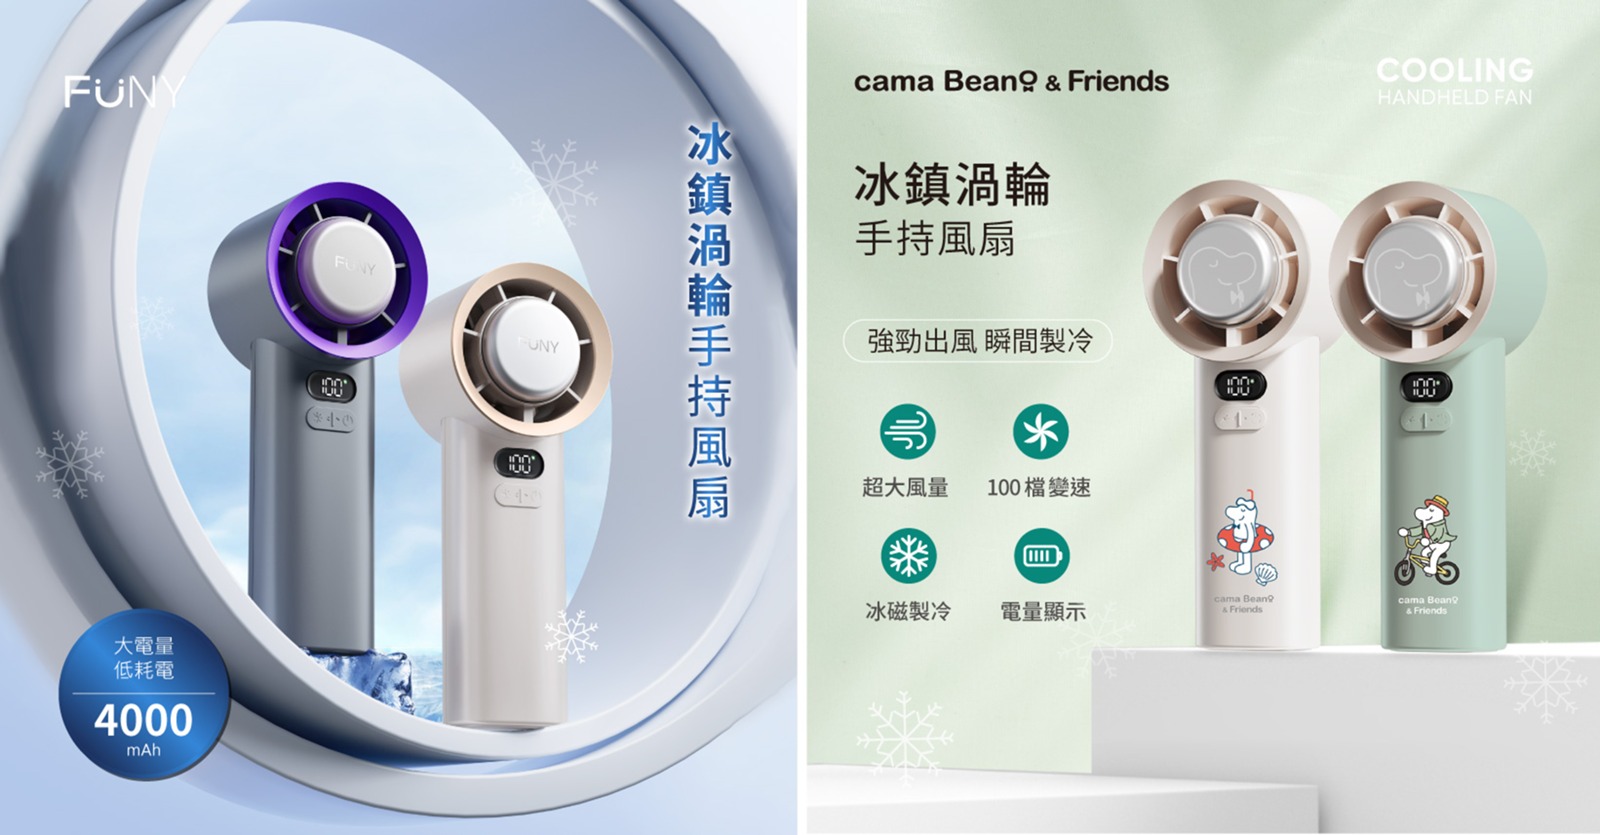 FÜNY
冰鎮渦輪手持風扇
FUNY
100
FUNY
100
大電量
低耗電
4000
mAh
cama Beano & Friends
COOLING
HANDHELD FAN
冰鎮渦輪
手持風扇
強勁出風 瞬間製冷
超大風量
100檔變速
冰磁製冷
電量顯示
100
cama Beano
& Friends
100
cama Beano
& Friends